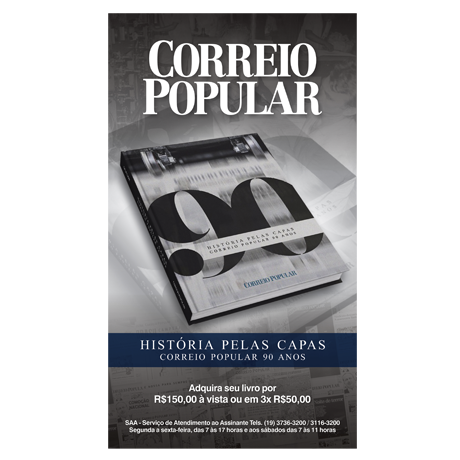 CORREIO
POPULAR
90
HISTÓRIA PELAS CAPAS
CORREIO POPULAR 90 ANOS
CORREIO POPULAR
HISTÓRIA PELAS CAPAS
CORREIO POPULAR 90 ANOS
Adquira seu livro por
R$150,00 à vista ou em 3x R$50,00
SAA - Serviço de Atendimento ao Assinante Tels. (19) 3736-3200 / 3116-3200
Segunda a sexta-feira, das 7 às 17 horas e aos sábados das 7 às 11 horas